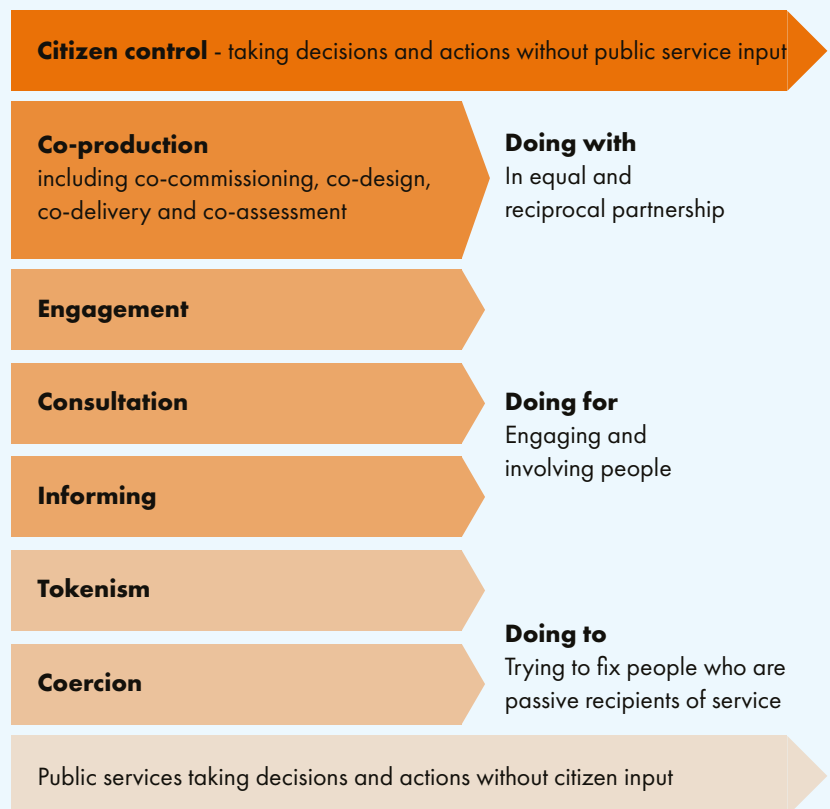 Citizen control - taking decisions and actions without public service input
Co-production
including co-commissioning, co-design,
co-delivery and co-assessment
Doing with
In equal and
reciprocal partnership
Engagement
Consultation
Informing
Doing for
Engaging and
involving people
Tokenism
Coercion
Doing to
Trying to fix people who are
passive recipients of service
Public services taking decisions and actions without citizen input